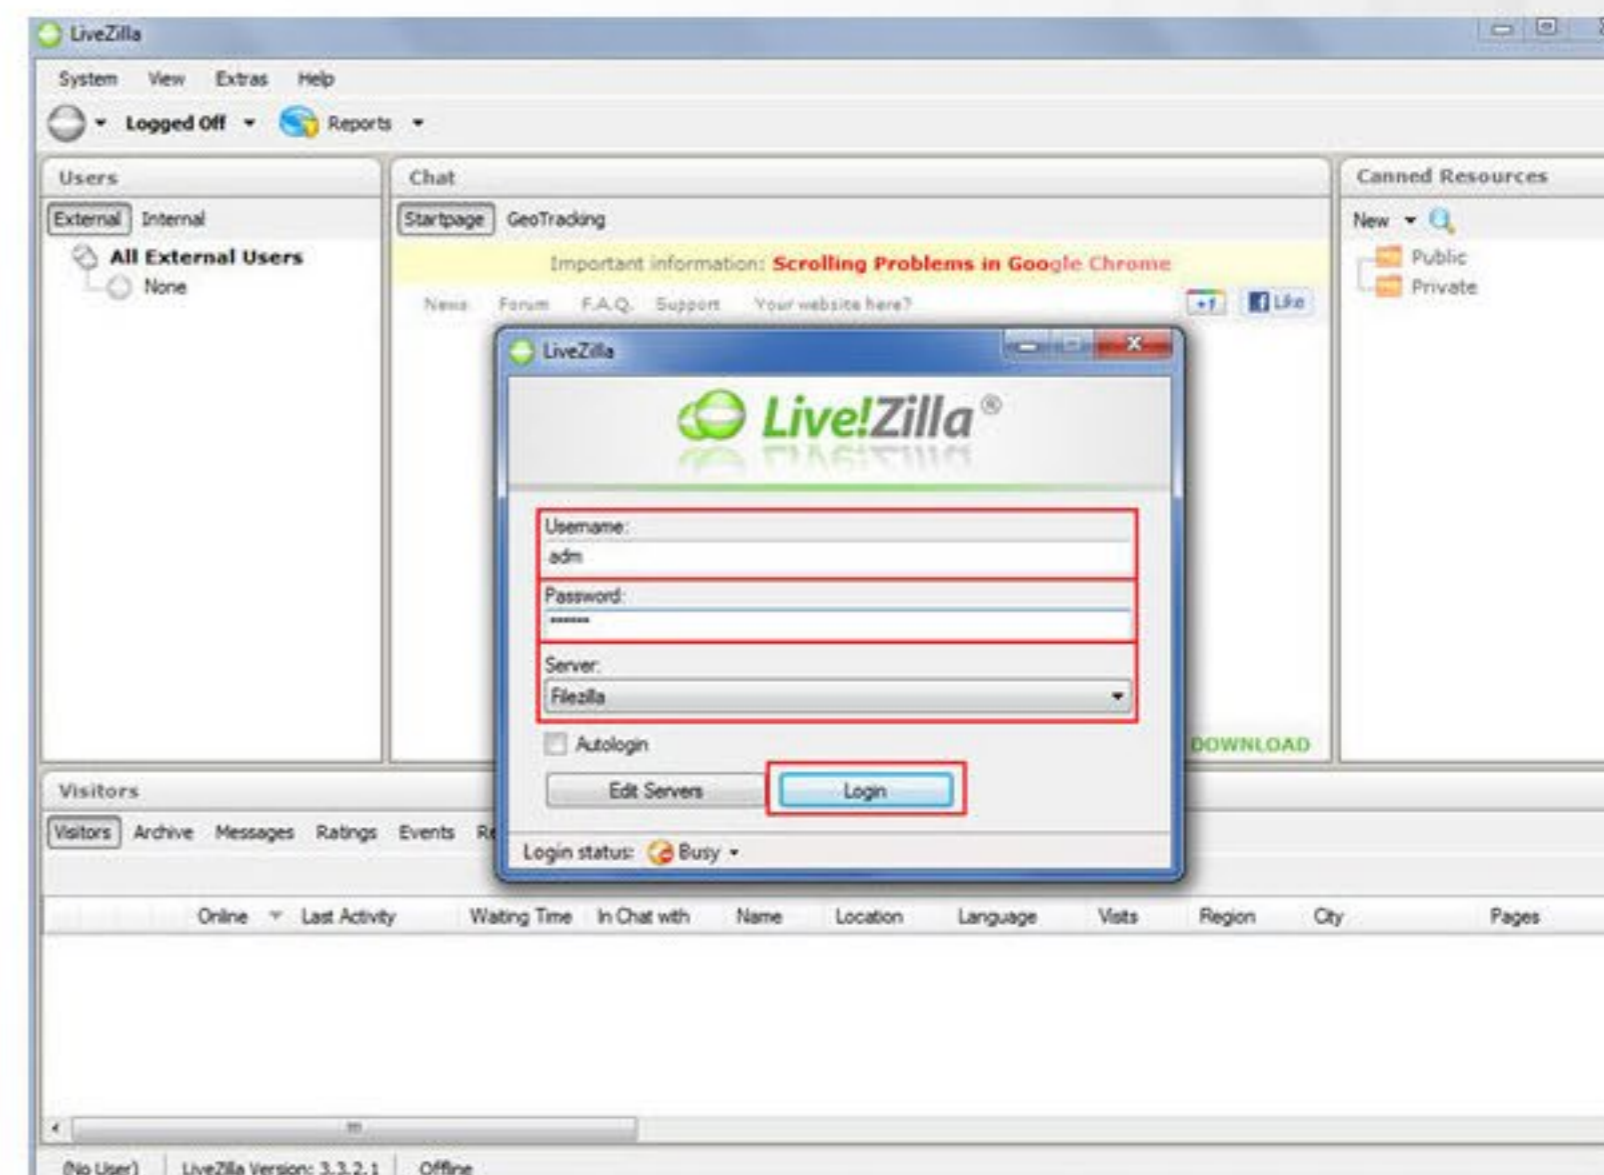 LiveZilla
System View Extras Help
Logged Off Reports
Users
External Internal
All External Users
None
Chat
Startpage GeoTracking
Important information: Scrolling Problems in Google Chrome
News Forum F.A.Q. Support Your website here? +1 Like
Canned Resources
New
Public
Private
LiveZilla
Live!Zilla®
Username:
adm
Password:
Server:
Filezilla
Autologin
Edit Servers Login
Login status: Busy
DOWNLOAD
Visitors
Visitors Archive Messages Ratings Events
Online Last Activity Waiting Time In Chat with Name Location Language Visits Region City Pages
(No User) LiveZilla Version: 3.3.2.1 Offline